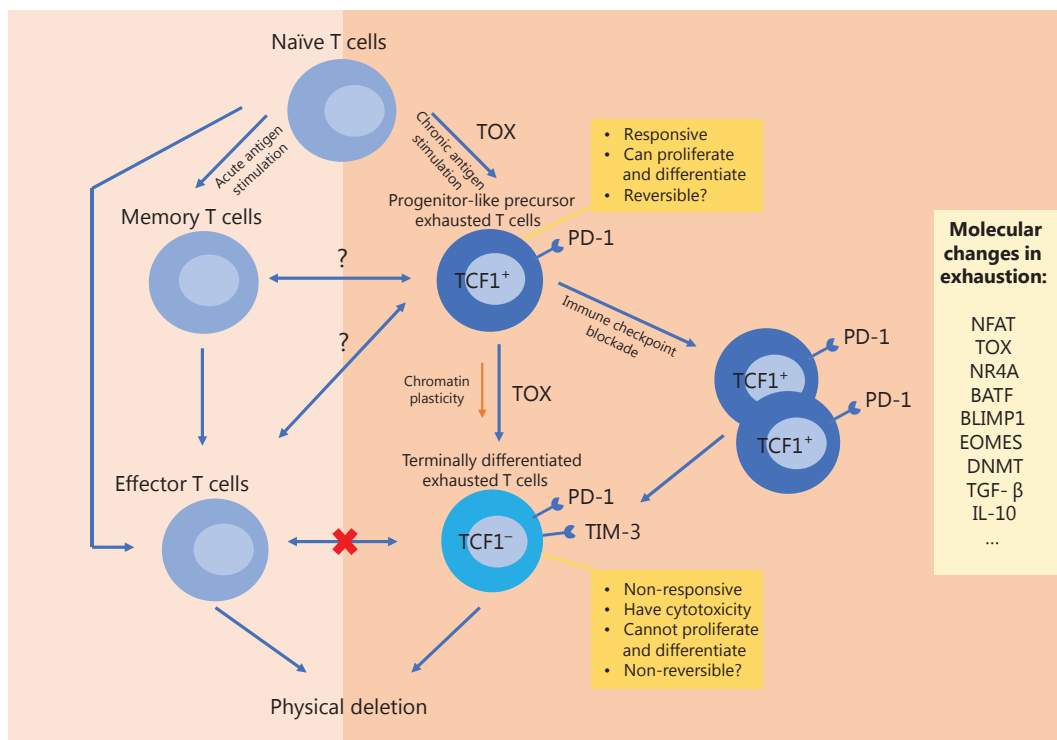 Naïve T cells
Acute antigen
stimulation
Chronic antigen
stimulation
TOX
• Responsive
• Can proliferate
and differentiate
• Reversible?
Memory T cells
Progenitor-like precursor
exhausted T cells
PD-1
TCF1+
?
?
Immune checkpoint
blockade
PD-1
TCF1+
PD-1
TCF1+
Chromatin
plasticity
TOX
Effector T cells
Terminally differentiated
exhausted T cells
PD-1
TIM-3
TCF1−
• Non-responsive
• Have cytotoxicity
• Cannot proliferate
and differentiate
• Non-reversible?
Physical deletion
Molecular
changes in
exhaustion:
NFAT
TOX
NR4A
BATF
BLIMP1
EOMES
DNMT
TGF- β
IL-10
...